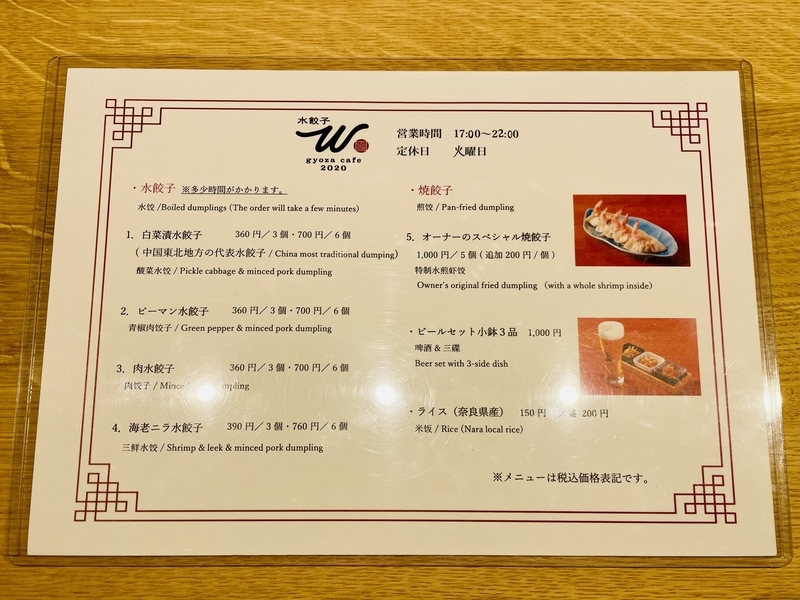 水餃子
W
gyoza cafe
2020
営業時間 17:00〜22:00
定休日 火曜日
・水餃子 ※多少時間がかかります。
水饺 /Boiled dumplings (The order will take a few minutes)
1. 白菜漬水餃子 360 円／3 個・700 円／6 個
( 中国東北地方の代表水餃子 / China most traditional dumping)
酸菜水饺 / Pickle cabbage & minced pork dumpling
2. ピーマン水餃子 360 円／3 個・700 円／6 個
青椒肉饺子 / Green pepper & minced pork dumpling
3. 肉水餃子 360 円／3 個・700 円／6 個
肉饺子 / Minced
4. 海老ニラ水餃子 390 円／3 個・760 円／6 個
三鮮水饺 / Shrimp & leek & minced pork dumpling
・焼餃子
煎饺 / Pan-fried dumpling
5. オーナーのスペシャル焼餃子
1,000 円／5 個 ( 追加 200 円 / 個 )
特制水煎虾饺
Owner's original fried dumpling (with a whole shrimp inside)
・ビールセット小鉢３品 1,000 円
啤酒 & 三碟
Beer set with 3-side dish
・ライス（奈良県産） 150 円 200 円
米饭 / Rice (Nara local rice)
※メニューは税込価格表記です。